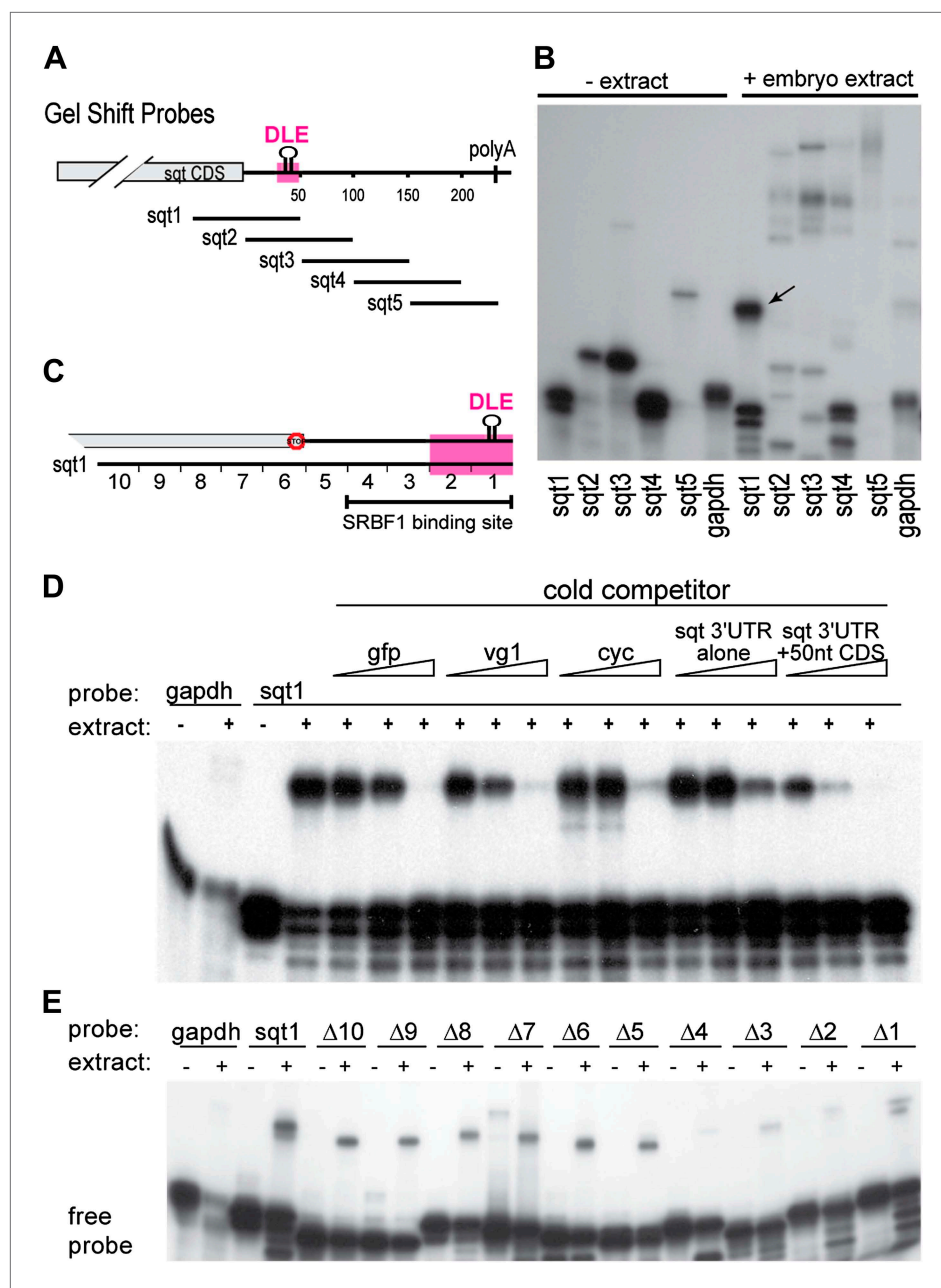 A
Gel Shift Probes
DLE
polyA
sqt CDS
50 100 150 200
sqt1
sqt2
sqt3
sqt4
sqt5
B
- extract + embryo extract
sqt1 sqt2 sqt3 sqt4 sqt5 gapdh sqt1 sqt2 sqt3 sqt4 sqt5 gapdh
C
DLE
sqt1
10 9 8 7 6 5 4 3 2 1
SRBF1 binding site
D
cold competitor
gfp vg1 cyc sqt 3'UTR alone sqt 3'UTR +50nt CDS
probe: gapdh sqt1
extract: - + - + + + + + + + + + + + + + + + +
E
probe: gapdh sqt1 Δ10 Δ9 Δ8 Δ7 Δ6 Δ5 Δ4 Δ3 Δ2 Δ1
extract: - + - + - + - + - + - + - + - + - + - + - + - +
free
probe